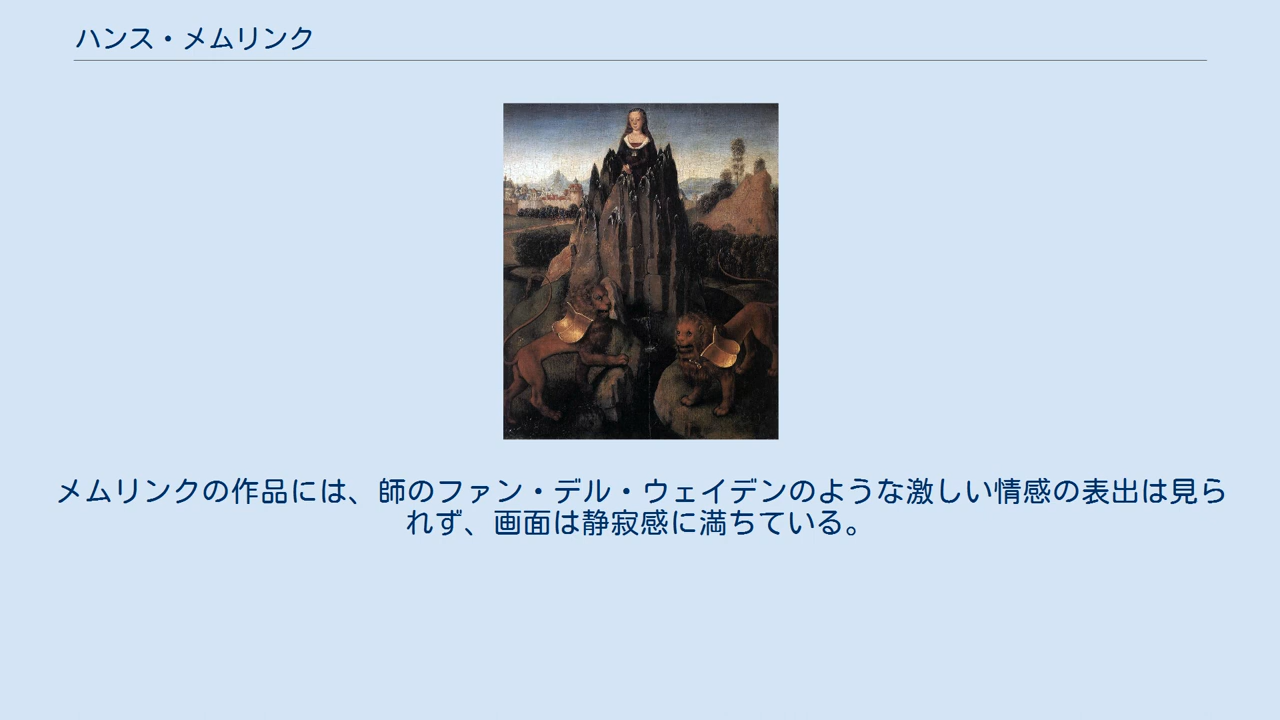 ハンス・メムリンク
メムリンクの作品には、師のファン・デル・ウェイデンのような激しい情感の表出は見ら
れず、画面は静寂感に満ちている。